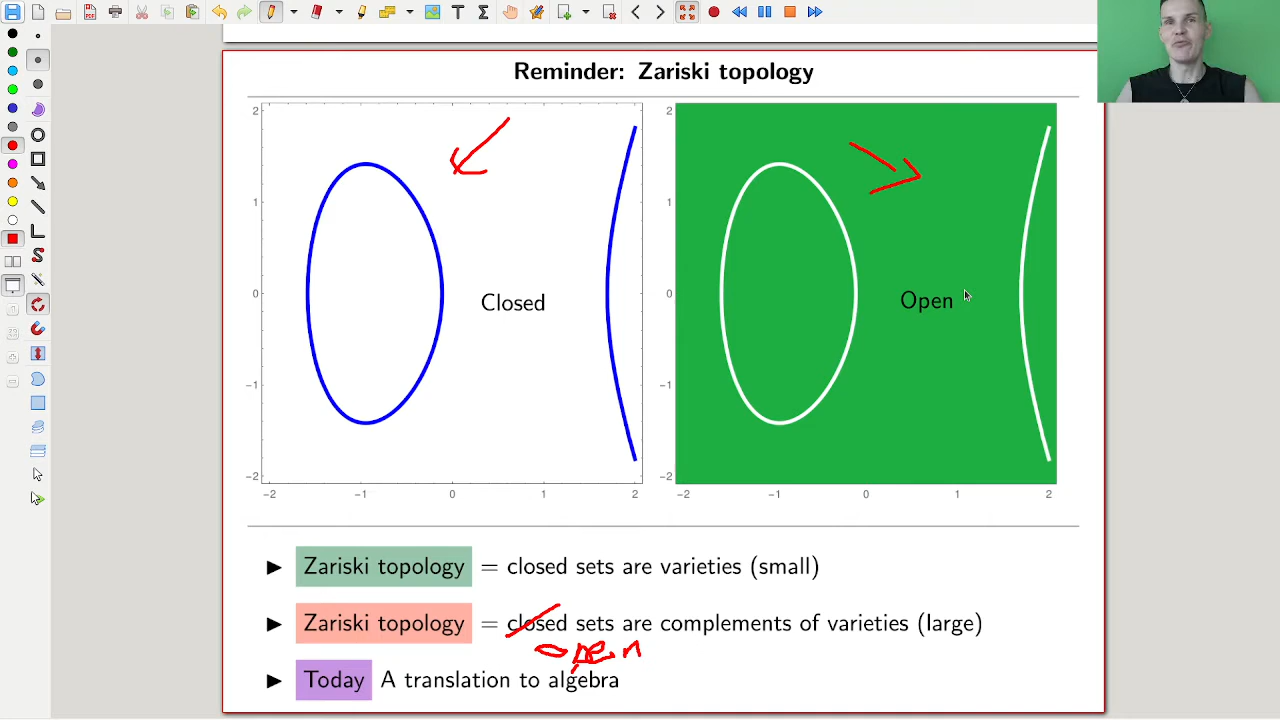 Reminder: Zariski topology
2
1
0
−1
−2
−2
−1
0
1
2
Closed
2
1
0
−1
−2
−2
−1
0
1
2
Open
► Zariski topology = closed sets are varieties (small)
► Zariski topology = closed sets are complements of varieties (large)
open
► Today A translation to algebra